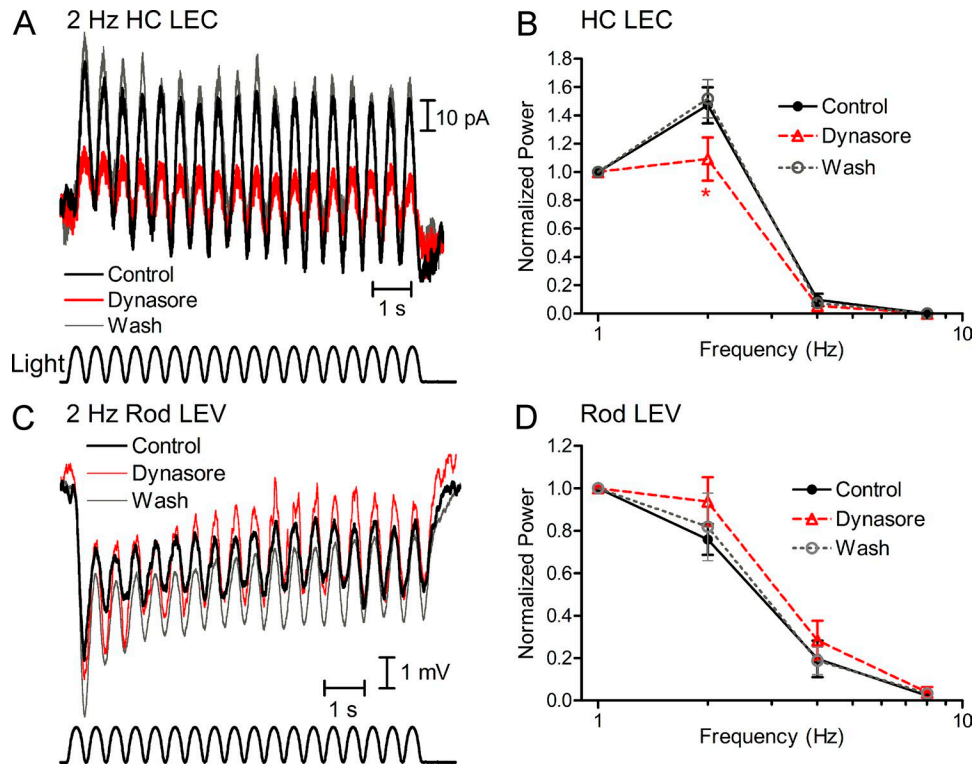 A 2 Hz HC LEC
10 pA
Control
Dynasore
Wash
1 s
Light
B HC LEC
1.8
1.6
1.4
1.2
1.0
0.8
0.6
0.4
0.2
0.0
Normalized Power
Control
Dynasore
Wash
*
1 10
Frequency (Hz)
C 2 Hz Rod LEV
Control
Dynasore
Wash
1 mV
1 s
D Rod LEV
1.2
1.0
0.8
0.6
0.4
0.2
0.0
Normalized Power
Control
Dynasore
Wash
1 10
Frequency (Hz)